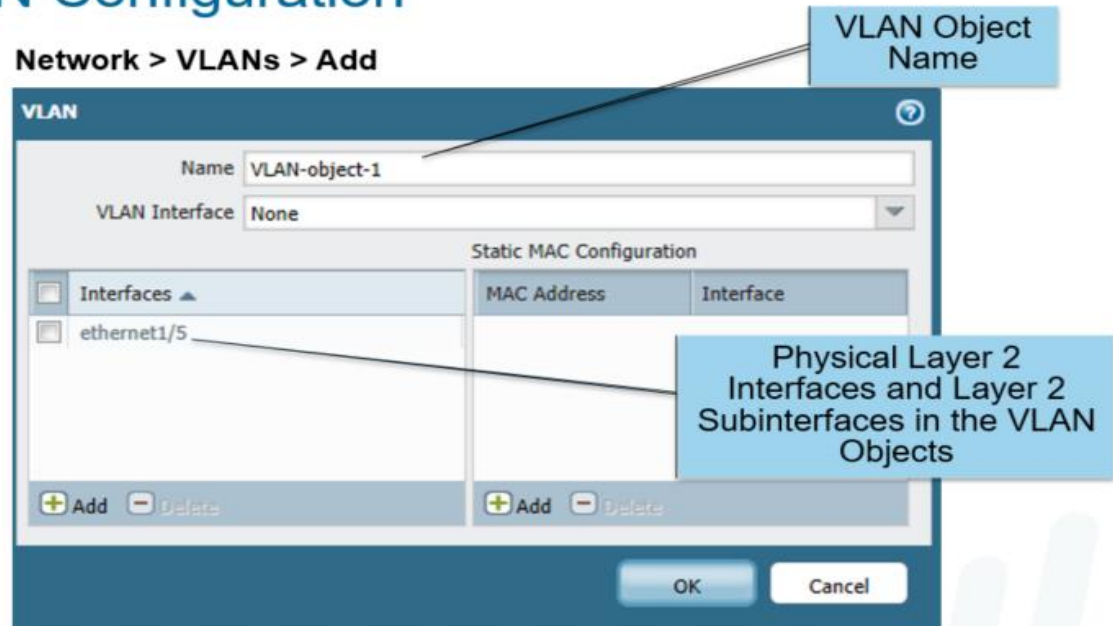 N Configuration
VLAN Object
Name
Network > VLANs > Add
VLAN
Name VLAN-object-1
VLAN Interface None
Static MAC Configuration
Interfaces MAC Address Interface
ethernet1/5
Physical Layer 2
Interfaces and Layer 2
Subinterfaces in the VLAN
Objects
Add Delete Add Delete
OK Cancel